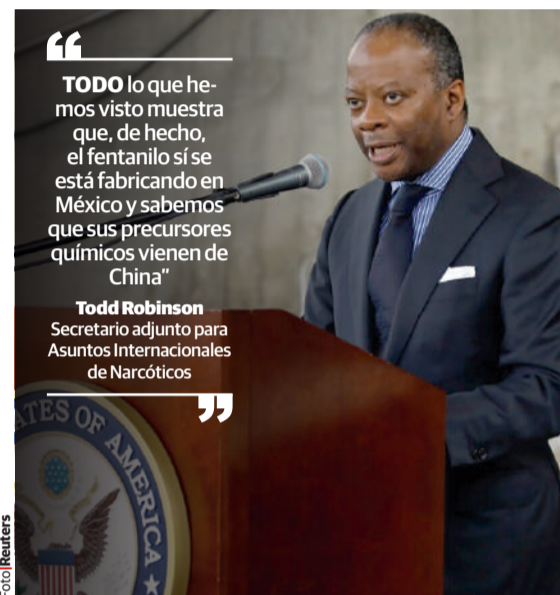 “
TODO lo que he-
mos visto muestra
que, de hecho,
el fentanilo sí se
está fabricando en
México y sabemos
que sus precursores
químicos vienen de
China”
Todd Robinson
Secretario adjunto para
Asuntos Internacionales
de Narcóticos
”
TES OF AMERICA
Foto|Reuters